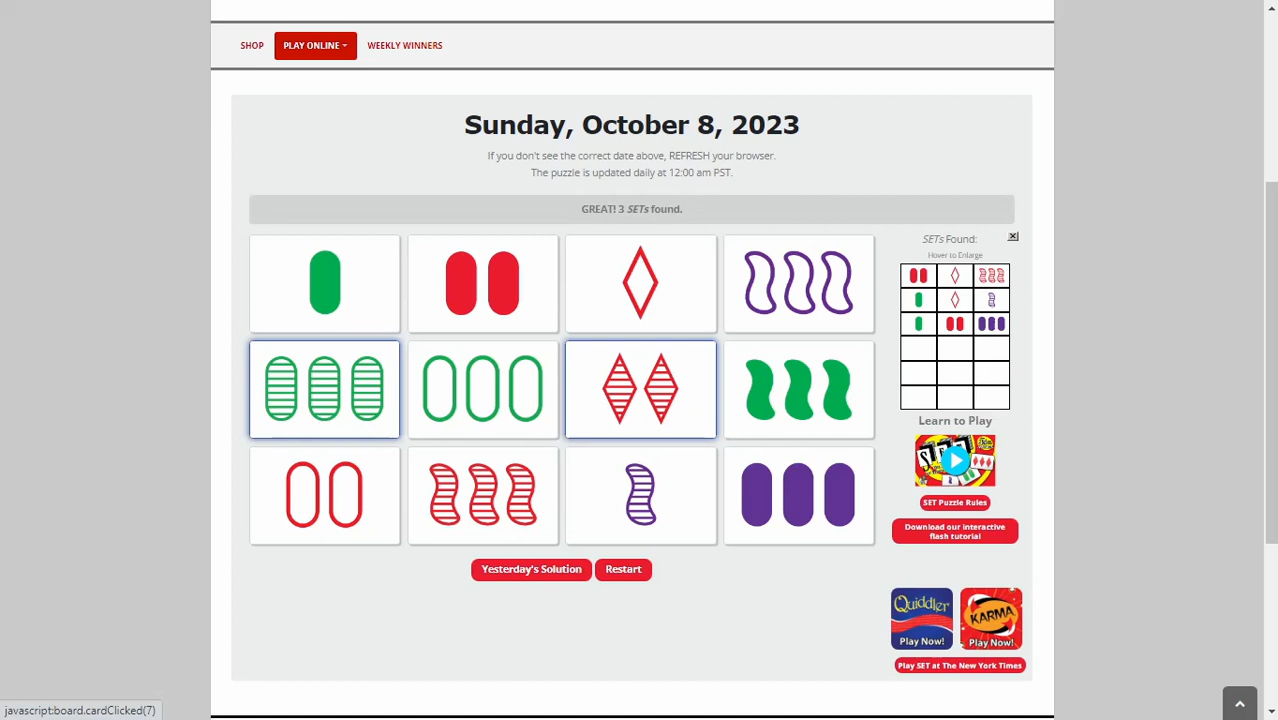 SHOP
PLAY ONLINE
WEEKLY WINNERS
Sunday, October 8, 2023
If you don't see the correct date above, REFRESH your browser.
The puzzle is updated daily at 12:00 am PST.
GREAT! 3 SETs found.
SETs Found:
Hover to Enlarge
Learn to Play
SET
SET Puzzle Rules
Download our interactive
flash tutorial
Yesterday's Solution
Restart
Quiddler
Play Now!
KARMA
Play Now!
Play SET at The New York Times
javascript:board.cardClicked(7)